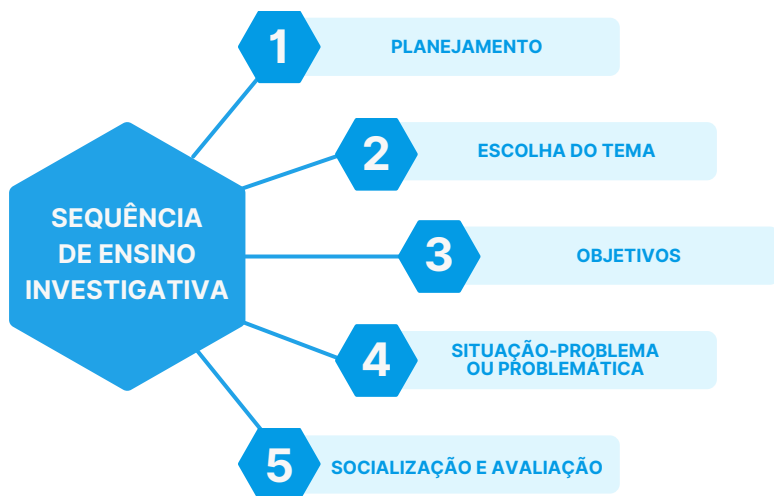 SEQUÊNCIA
DE ENSINO
INVESTIGATIVA
1
PLANEJAMENTO
2
ESCOLHA DO TEMA
3
OBJETIVOS
4
SITUAÇÃO-PROBLEMA
OU PROBLEMÁTICA
5
SOCIALIZAÇÃO E AVALIAÇÃO